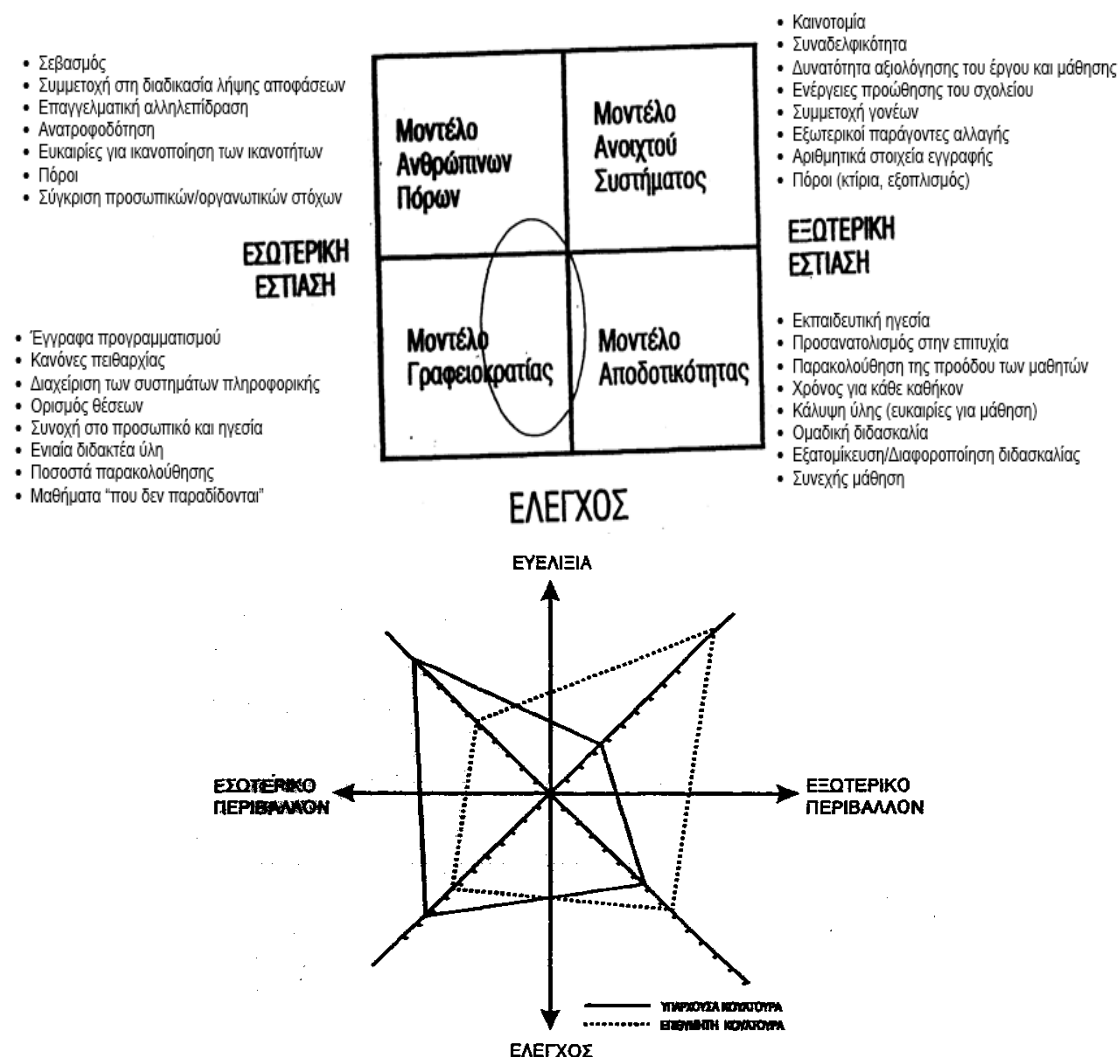 • Σεβασμός
• Συμμετοχή στη διαδικασία λήψης αποφάσεων
• Επαγγελματική αλληλεπίδραση
• Ανατροφοδότηση
• Ευκαιρίες για ικανοποίηση των ικανοτήτων
• Πόροι
• Σύγκριση προσωπικών/οργανωτικών στόχων
Μοντέλο
Ανθρώπινων
Πόρων
Μοντέλο
Ανοιχτού
Συστήματος
• Καινοτομία
• Συναδελφικότητα
• Δυνατότητα αξιολόγησης του έργου και μάθησης
• Ενέργειες προώθησης του σχολείου
• Συμμετοχή γονέων
• Εξωτερικοί παράγοντες αλλαγής
• Αριθμητικά στοιχεία εγγραφής
• Πόροι (κτίρια, εξοπλισμός)
ΕΣΩΤΕΡΙΚΗ
ΕΣΤΙΑΣΗ
ΕΞΩΤΕΡΙΚΗ
ΕΣΤΙΑΣΗ
• Έγγραφα προγραμματισμού
• Κανόνες πειθαρχίας
• Διαχείριση των συστημάτων πληροφορικής
• Ορισμός θέσεων
• Συνοχή στο προσωπικό και ηγεσία
• Ενιαία διδακτέα ύλη
• Ποσοστά παρακολούθησης
• Μαθήματα “που δεν παραδίδονται”
Μοντέλο
Γραφειοκρατίας
Μοντέλο
Αποδοτικότητας
• Εκπαιδευτική ηγεσία
• Προσανατολισμός στην επιτυχία
• Παρακολούθηση της προόδου των μαθητών
• Χρόνος για κάθε καθήκον
• Κάλυψη ύλης (ευκαιρίες για μάθηση)
• Ομαδική διδασκαλία
• Εξατομίκευση/Διαφοροποίηση διδασκαλίας
• Συνεχής μάθηση
ΕΛΕΓΧΟΣ
ΕΥΕΛΙΞΙΑ
ΕΣΩΤΕΡΙΚΟ
ΠΕΡΙΒΑΛΛΟΝ
ΕΞΩΤΕΡΙΚΟ
ΠΕΡΙΒΑΛΛΟΝ
ΥΠΑΡΧΟΥΣΑ ΚΟΥΛΤΟΥΡΑ
ΕΠΙΘΥΜΗΤΗ ΚΟΥΛΤΟΥΡΑ
ΕΛΕΓΧΟΣ